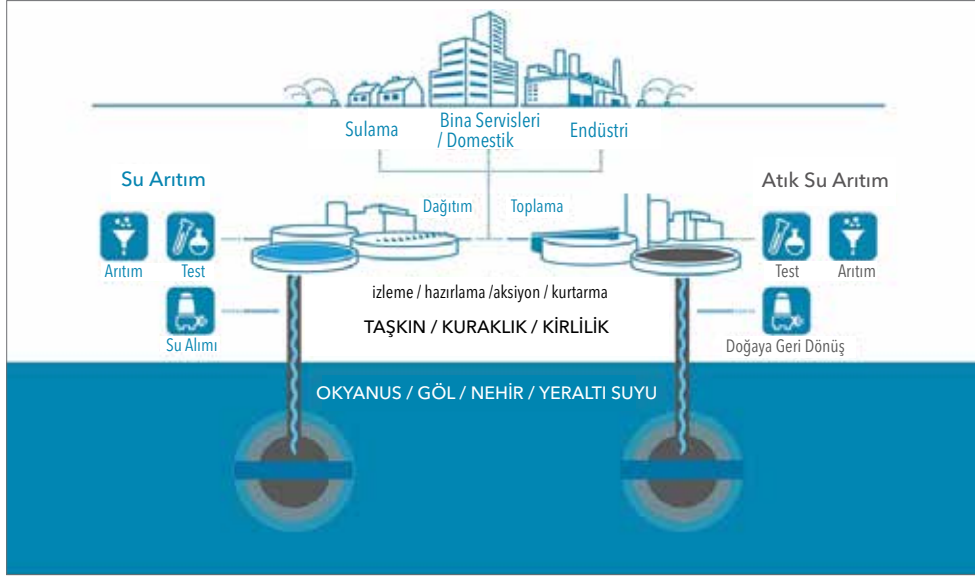 Sulama
Bina Servisleri
/ Domestik
Endüstri
Su Arıtım
Atık Su Arıtım
Dağıtım
Toplama
Arıtım
Test
Test
Arıtım
izleme / hazırlama /aksiyon / kurtarma
TAŞKIN / KURAKLIK / KİRLİLİK
Su Alımı
Doğaya Geri Dönüş
OKYANUS / GÖL / NEHİR / YERALTI SUYU